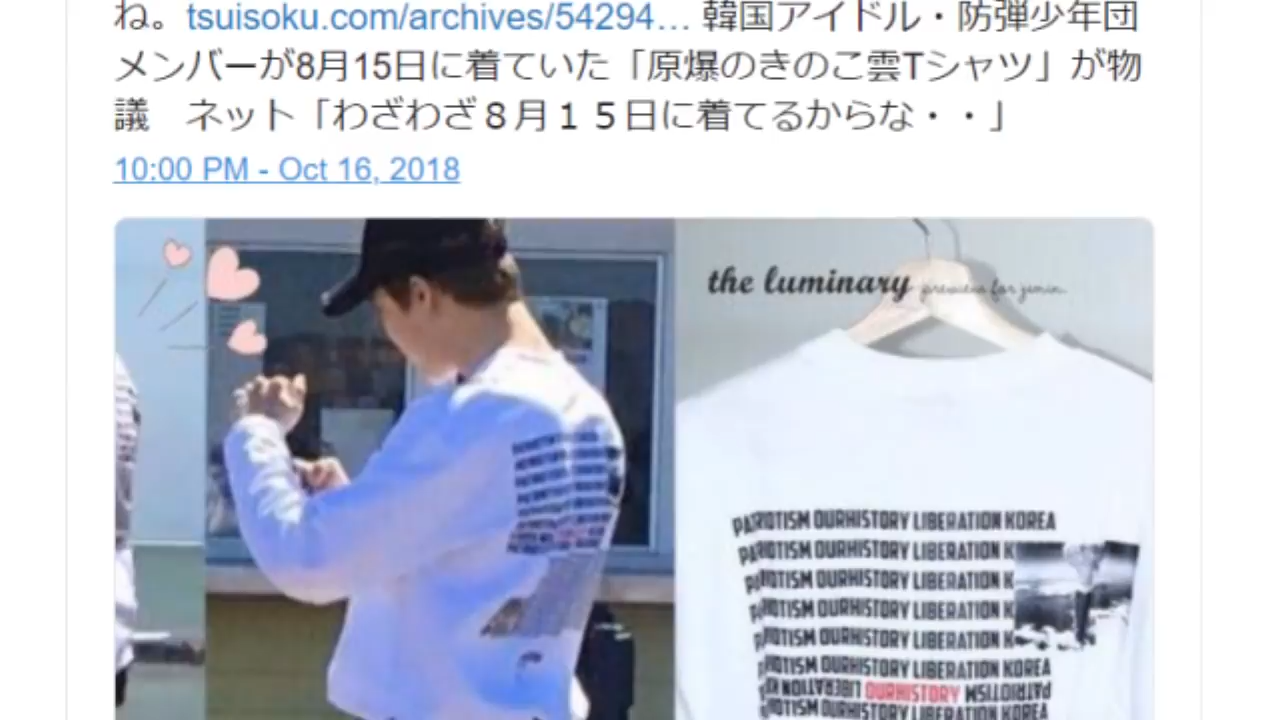 ね。tsuisoku.com/archives/54294… 韓国アイドル・防弾少年団
メンバーが8月15日に着ていた「原爆のきのこ雲Tシャツ」が物
議　ネット「わざわざ８月１５日に着てるからな・・」
10:00 PM - Oct 16, 2018
the luminary
PATRIOTISM OURHISTORY LIBERATION KOREA
PATRIOTISM OURHISTORY LIBERATION K
PATRIOTISM OURHISTORY LIBERATION K
PATRIOTISM OURHISTORY LIBERATION K
PATRIOTISM OURHISTORY LIBERATION K
PATRIOTISM OURHISTORY LIBERATION KOREA
PATRIOTISM OURHISTORY LIBERATION
PATRIOTISM OURHISTORY LIBERATION KOREA